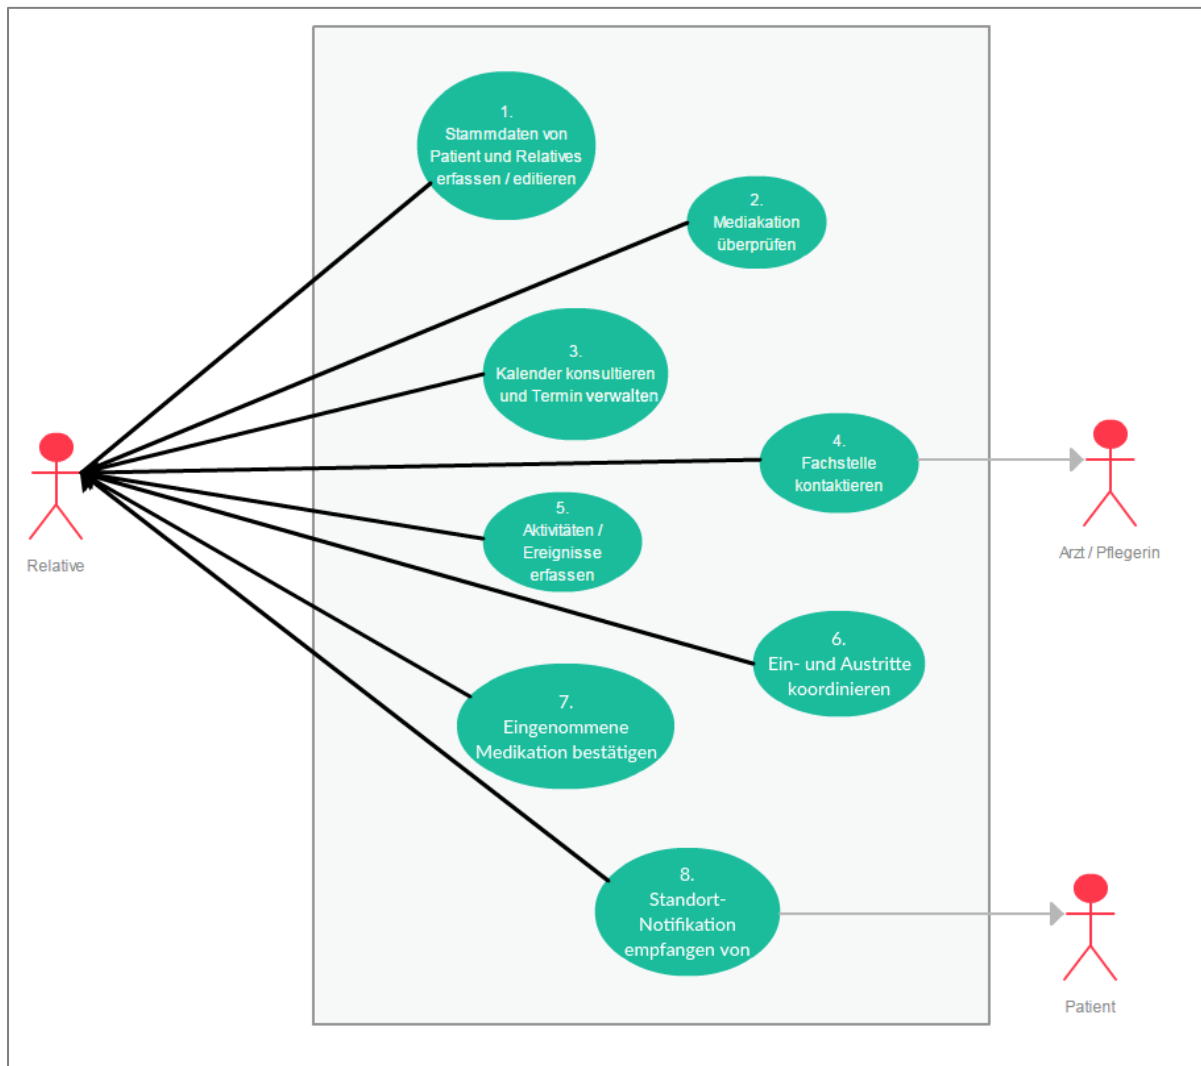 1.
Stammdaten von
Patient und Relatives
erfassen / editieren
2.
Mediakation
überprüfen
3.
Kalender konsultieren
und Termin verwalten
4.
Fachstelle
kontaktieren
Relative
Arzt / Pflegerin
5.
Aktivitäten /
Ereignisse
erfassen
6.
Ein- und Austritte
koordinieren
7.
Eingenommene
Medikation bestätigen
8.
Standort-
Notifikation
empfangen von
Patient